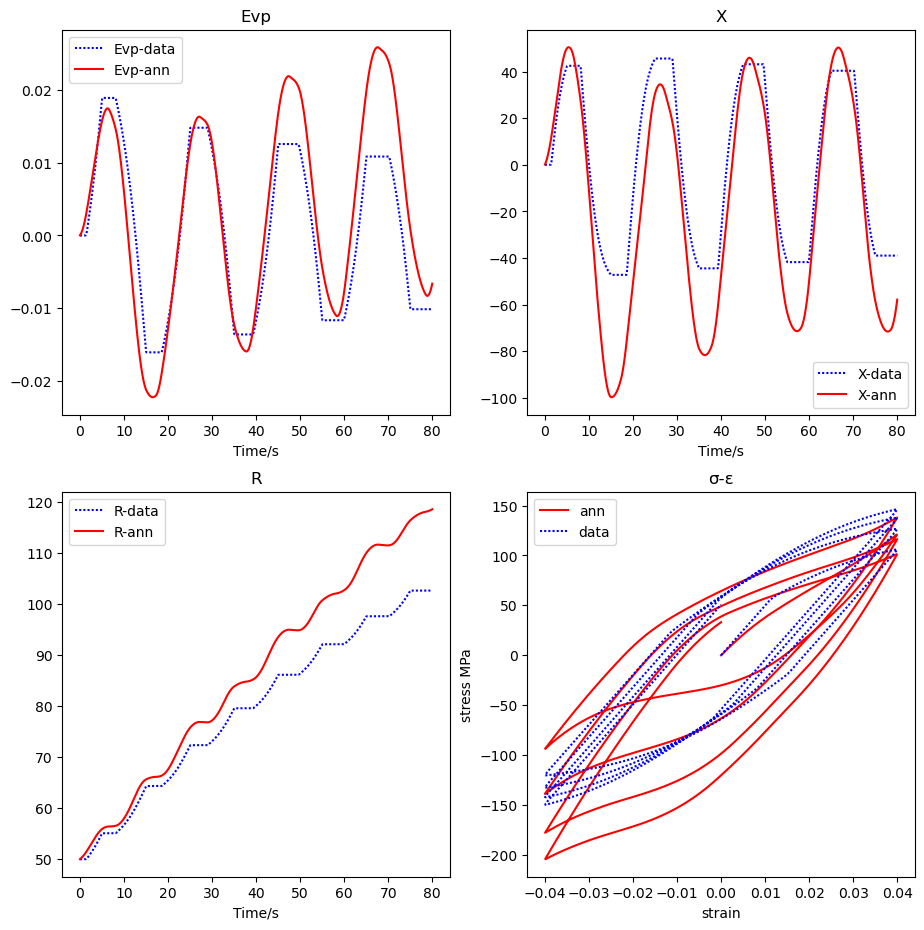 Evp
Evp-data
Evp-ann
0.02
0.01
0.00
−0.01
−0.02
0 10 20 30 40 50 60 70 80
Time/s
X
40
20
0
−20
−40
−60
−80
−100
X-data
X-ann
0 10 20 30 40 50 60 70 80
Time/s
R
R-data
R-ann
120
110
100
90
80
70
60
50
0 10 20 30 40 50 60 70 80
Time/s
σ-ε
ann
data
150
100
50
0
−50
−100
−150
−200
stress MPa
−0.04 −0.03 −0.02 −0.01 0.00 0.01 0.02 0.03 0.04
strain